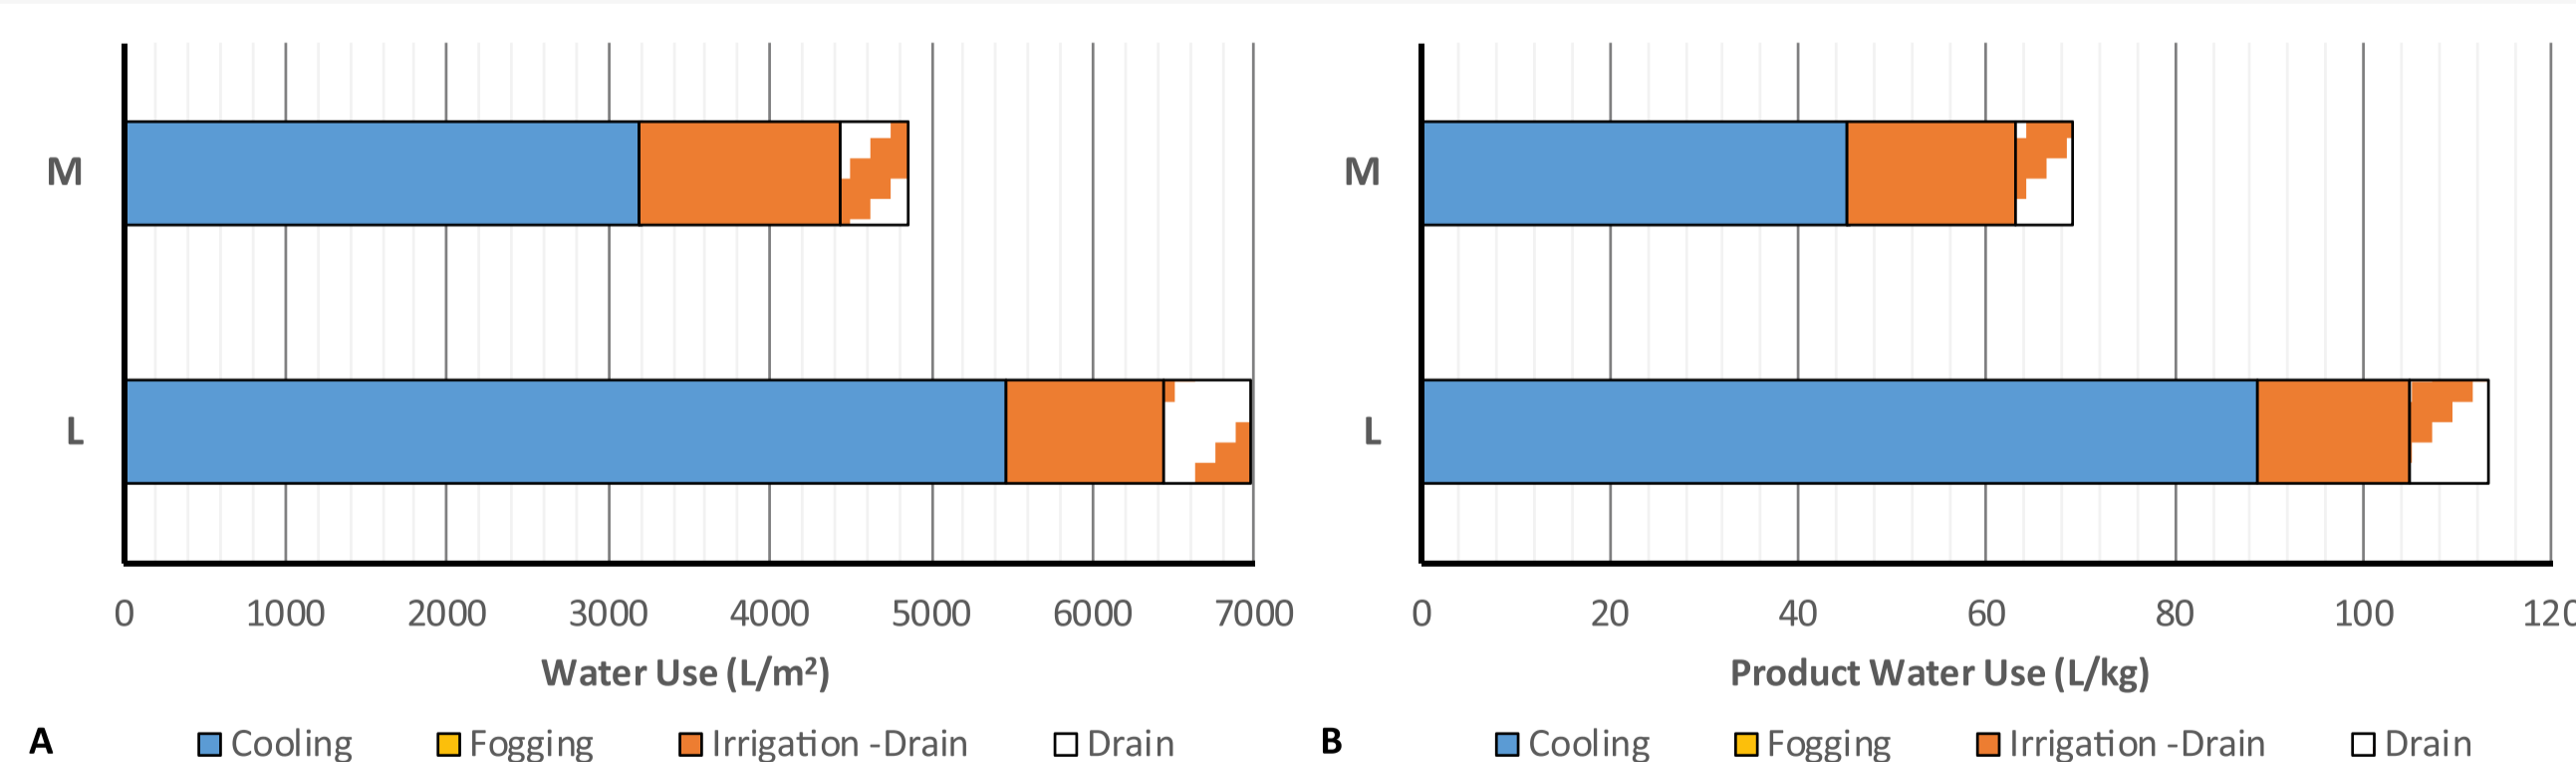 M
L
0 1000 2000 3000 4000 5000 6000 7000
Water Use (L/m²)
A Cooling Fogging Irrigation -Drain Drain
M
L
0 20 40 60 80 100 120
Product Water Use (L/kg)
B Cooling Fogging Irrigation -Drain Drain